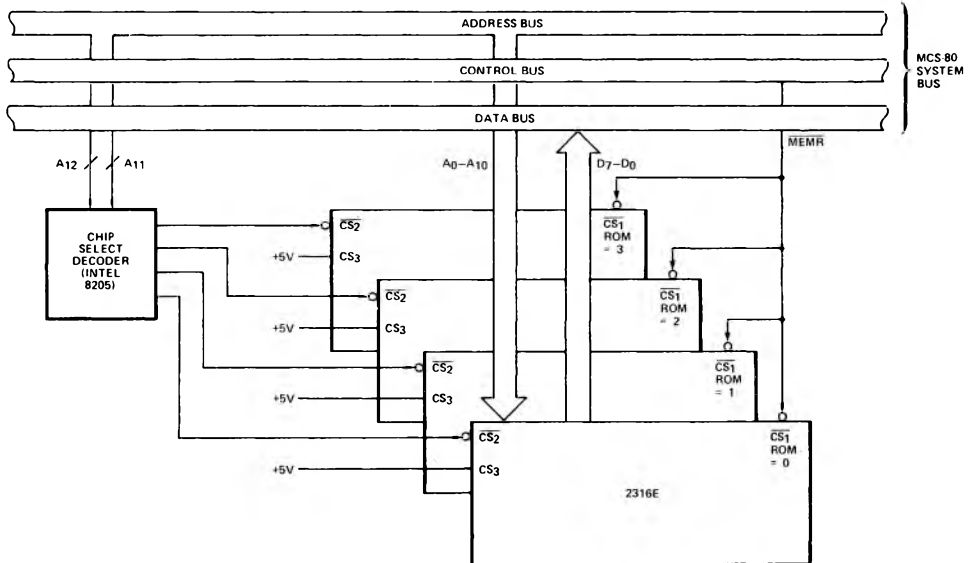 ADDRESS BUS
CONTROL BUS
DATA BUS
MCS-80
SYSTEM
BUS
A12
A11
A0–A10
D7–D0
MEMR
CHIP
SELECT
DECODER
(INTEL
8205)
CS2
+5V
CS3
CS1
ROM
= 3
CS2
+5V
CS3
CS1
ROM
= 2
CS2
+5V
CS3
CS1
ROM
= 1
CS2
+5V
CS3
CS1
ROM
= 0
2316E